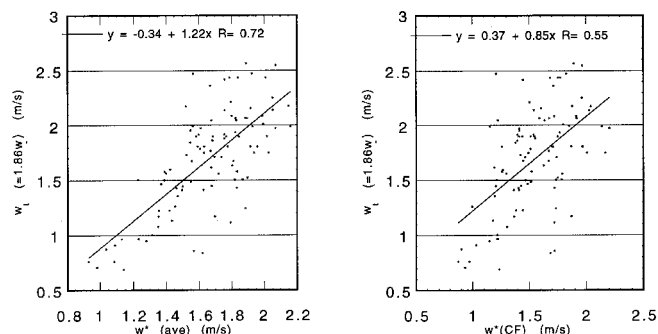 y = -0.34 + 1.22x R= 0.72
3
2.5
2
1.5
1
0.5
0.8 1 1.2 1.4 1.6 1.8 2 2.2
w* (ave) (m/s)
w_t (=1.86w) (m/s)
y = 0.37 + 0.85x R= 0.55
3
2.5
2
1.5
1
0.5
0.5 1 1.5 2 2.5
w*(CF) (m/s)
w_t (=1.86w) (m/s)